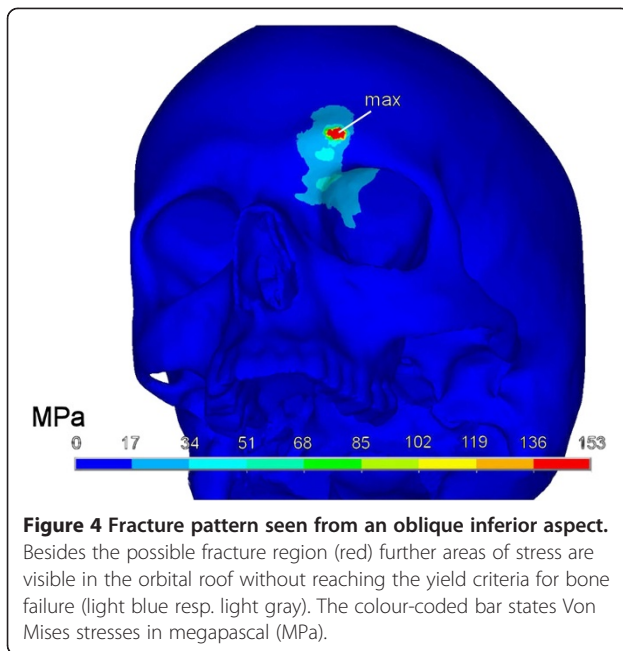 max
MPa
0 17 34 51 68 85 102 119 136 153
Figure 4 Fracture pattern seen from an oblique inferior aspect.
Besides the possible fracture region (red) further areas of stress are
visible in the orbital roof without reaching the yield criteria for bone
failure (light blue resp. light gray). The colour-coded bar states Von
Mises stresses in megapascal (MPa).